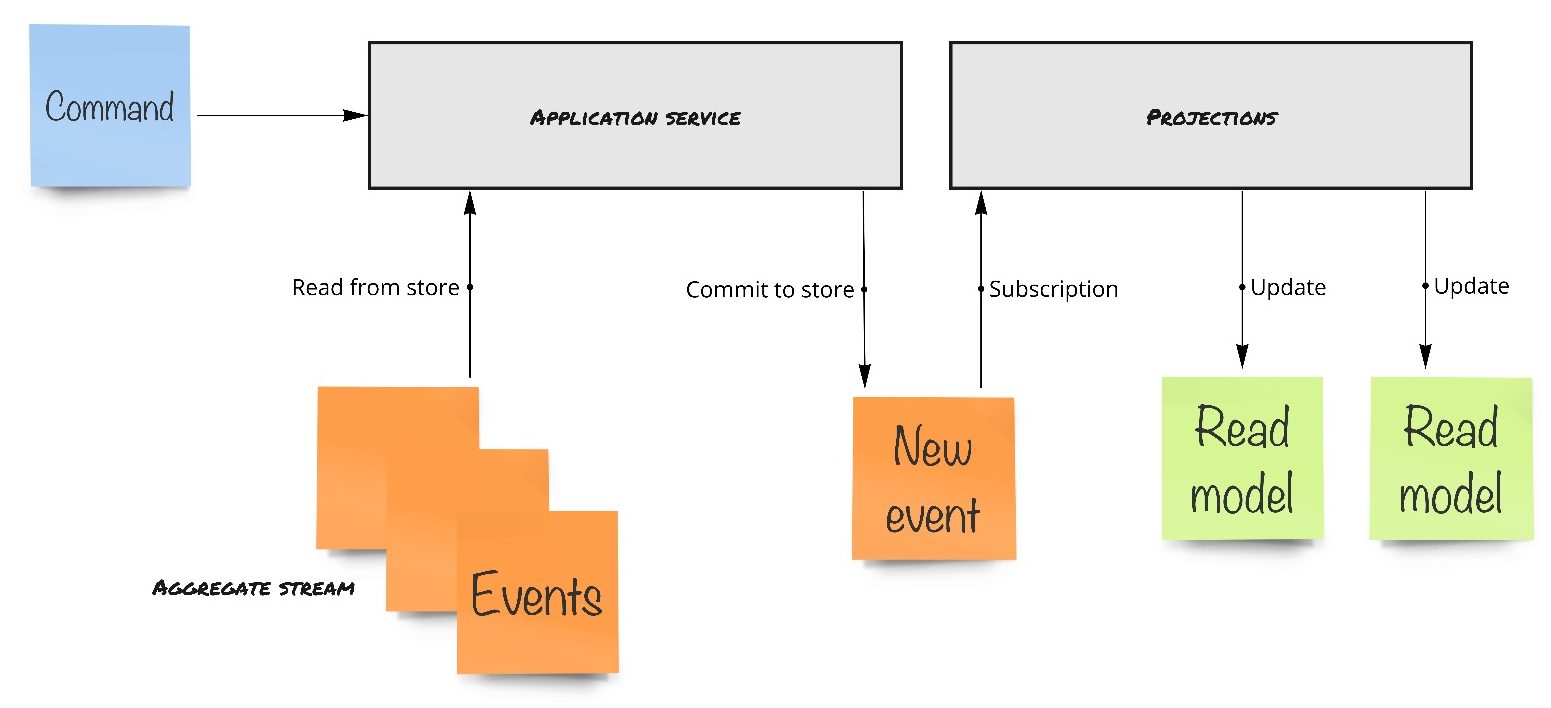 Command
Application service
Projections
Read from store
Commit to store
Subscription
Update
Update
Aggregate stream
Events
New
event
Read
model
Read
model